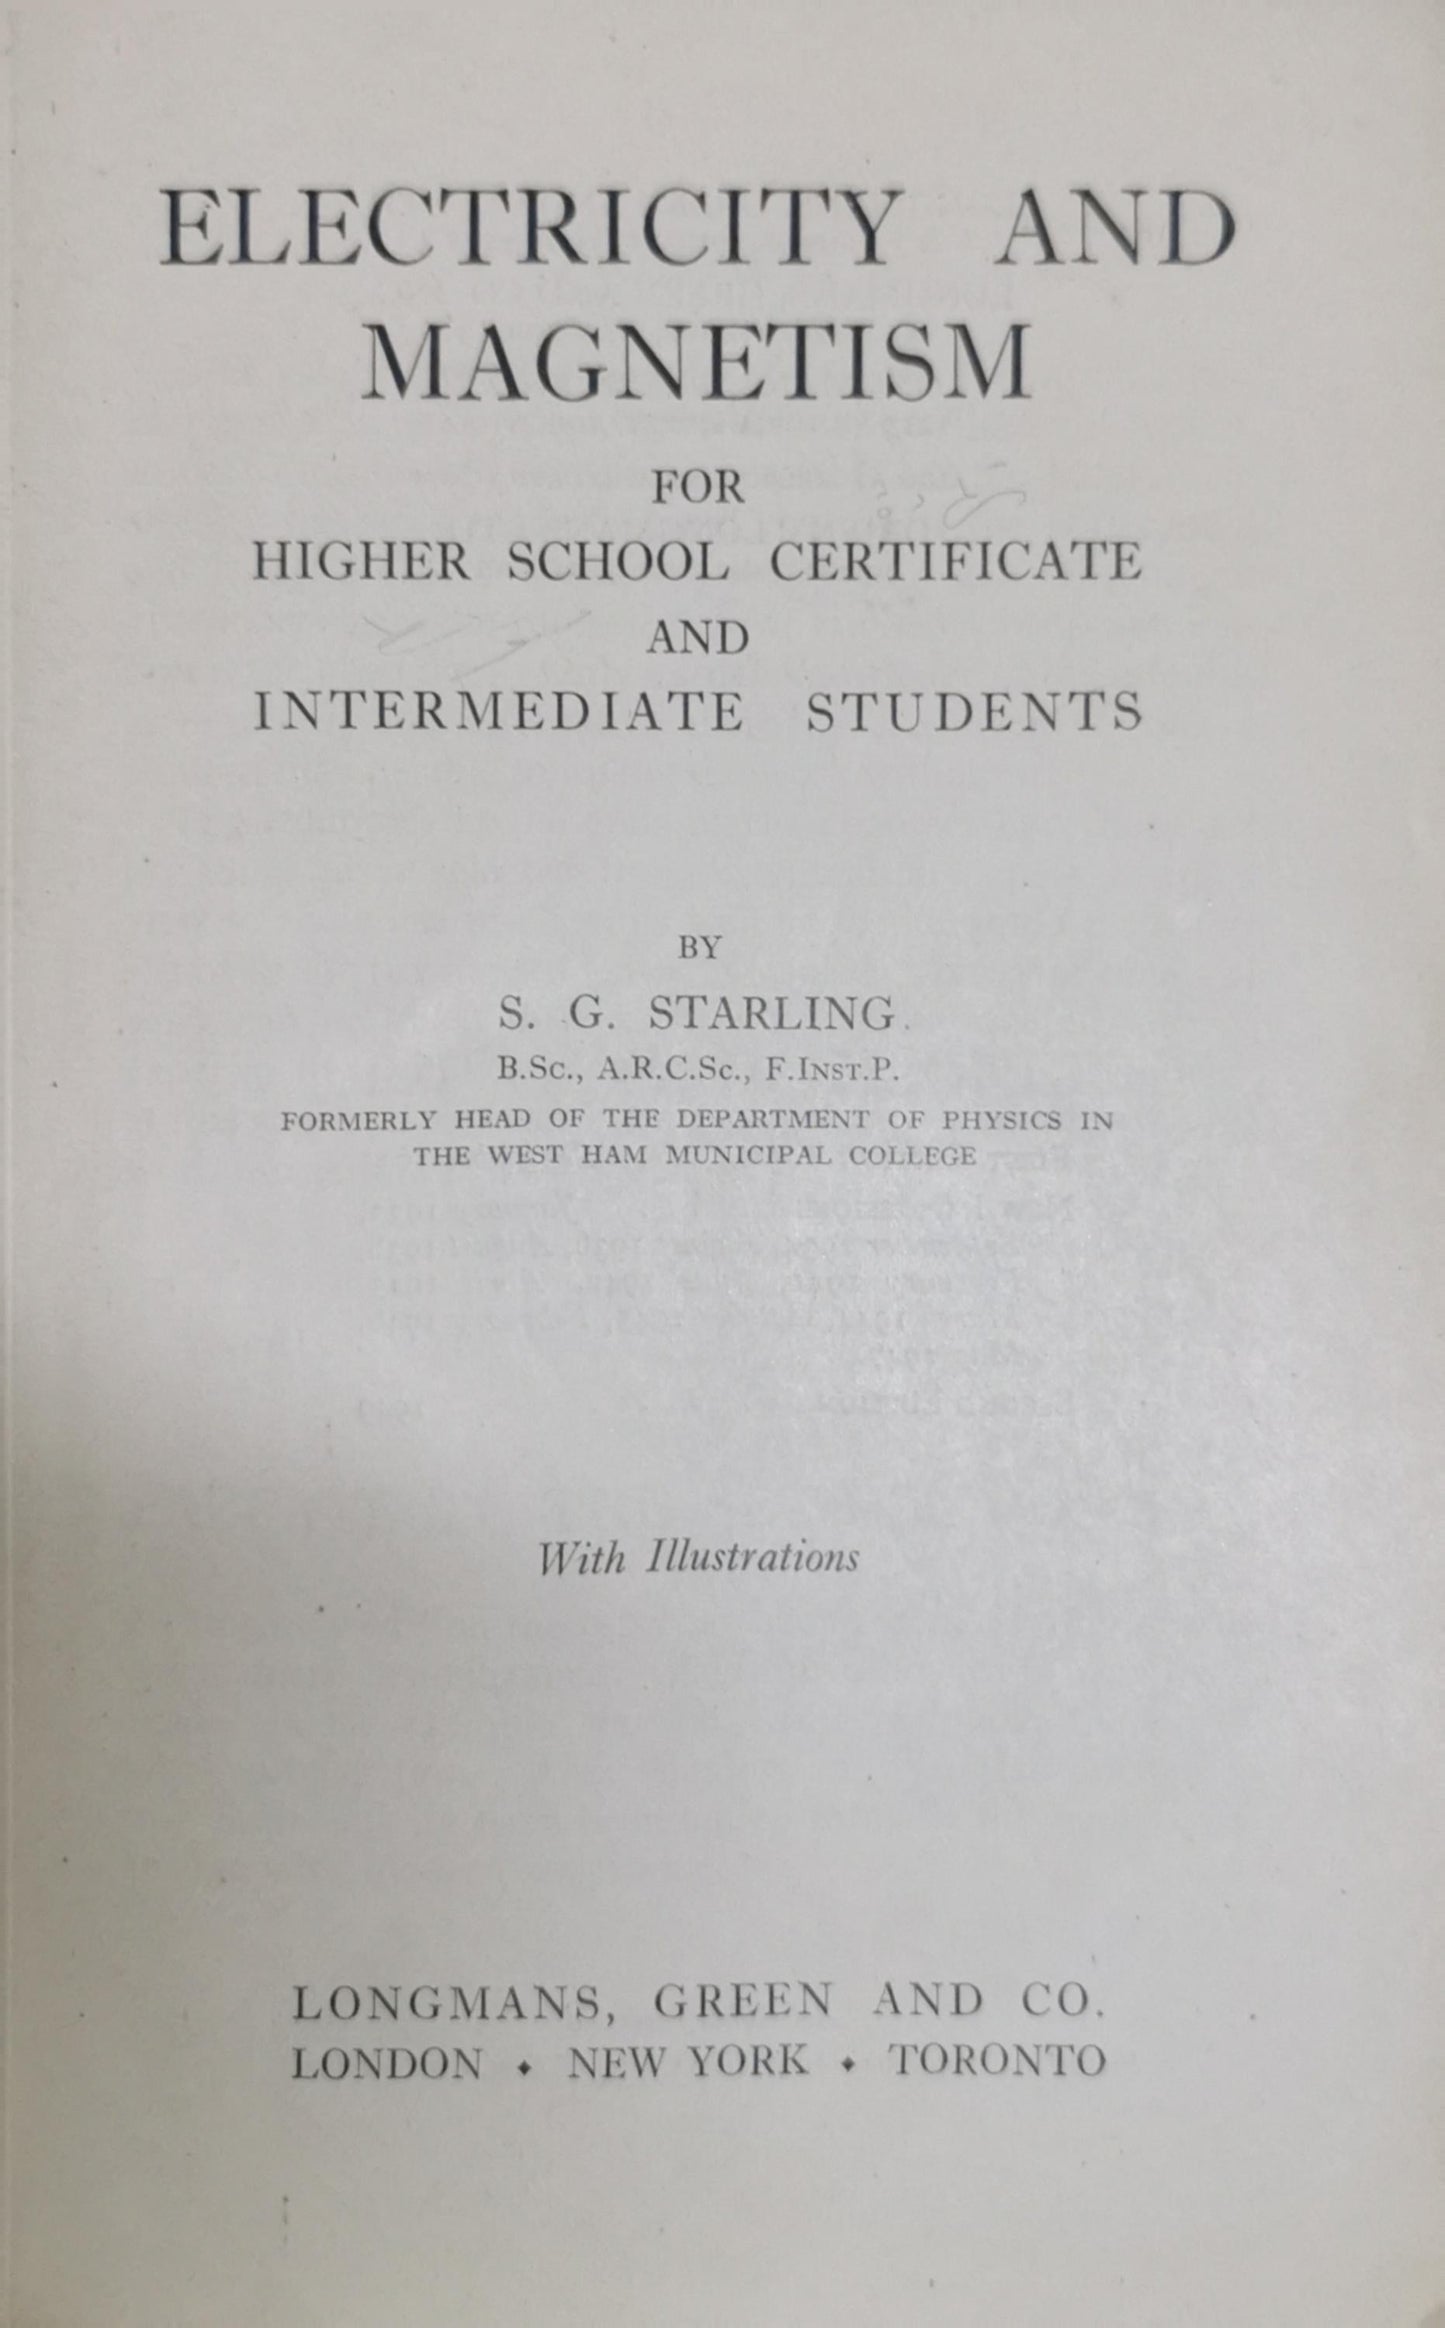 ELECTRICITY AND
MAGNETISM
FOR
HIGHER SCHOOL CERTIFICATE
AND
INTERMEDIATE STUDENTS
BY
S. G. STARLING
B.Sc., A.R.C.Sc., F.INST.P.
FORMERLY HEAD OF THE DEPARTMENT OF PHYSICS IN
THE WEST HAM MUNICIPAL COLLEGE
With Illustrations
LONGMANS, GREEN AND CO.
LONDON ♦ NEW YORK ♦ TORONTO